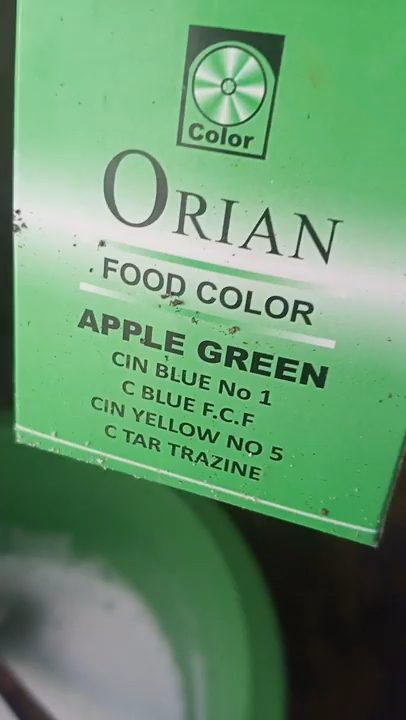 Color
ORIAN
FOOD COLOR
APPLE GREEN
CIN BLUE No 1
C BLUE F.C.F
CIN YELLOW NO 5
C TAR TRAZINE